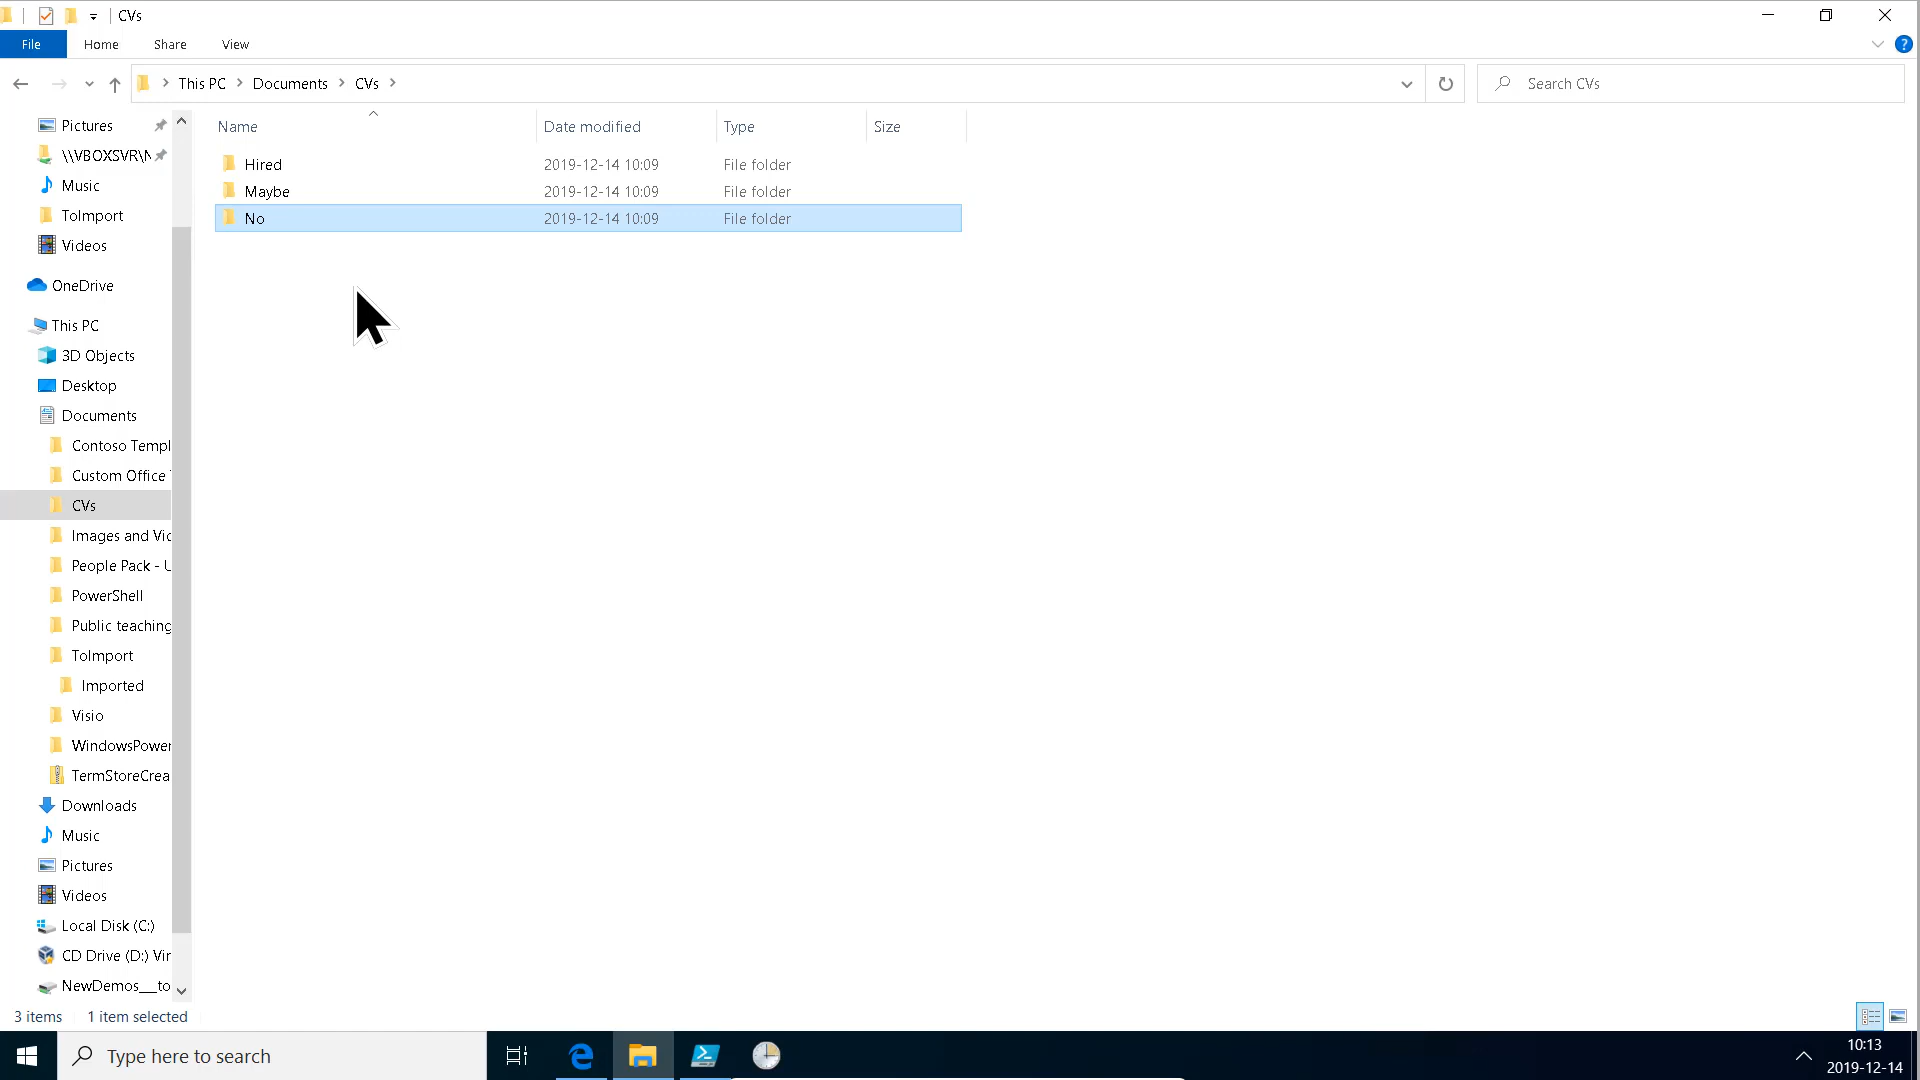 CVs
File Home Share View
This PC Documents CVs
Search CVs
Name Date modified Type Size
Hired 2019-12-14 10:09 File folder
Maybe 2019-12-14 10:09 File folder
No 2019-12-14 10:09 File folder
Pictures
\\VBOXSVR\N
Music
ToImport
Videos
OneDrive
This PC
3D Objects
Desktop
Documents
Contoso Templ
Custom Office
CVs
Images and Vic
People Pack - U
PowerShell
Public teaching
ToImport
Imported
Visio
WindowsPower
TermStoreCrea
Downloads
Music
Pictures
Videos
Local Disk (C:)
CD Drive (D:) Vir
NewDemos__to
3 items 1 item selected
Type here to search
10:13
2019-12-14